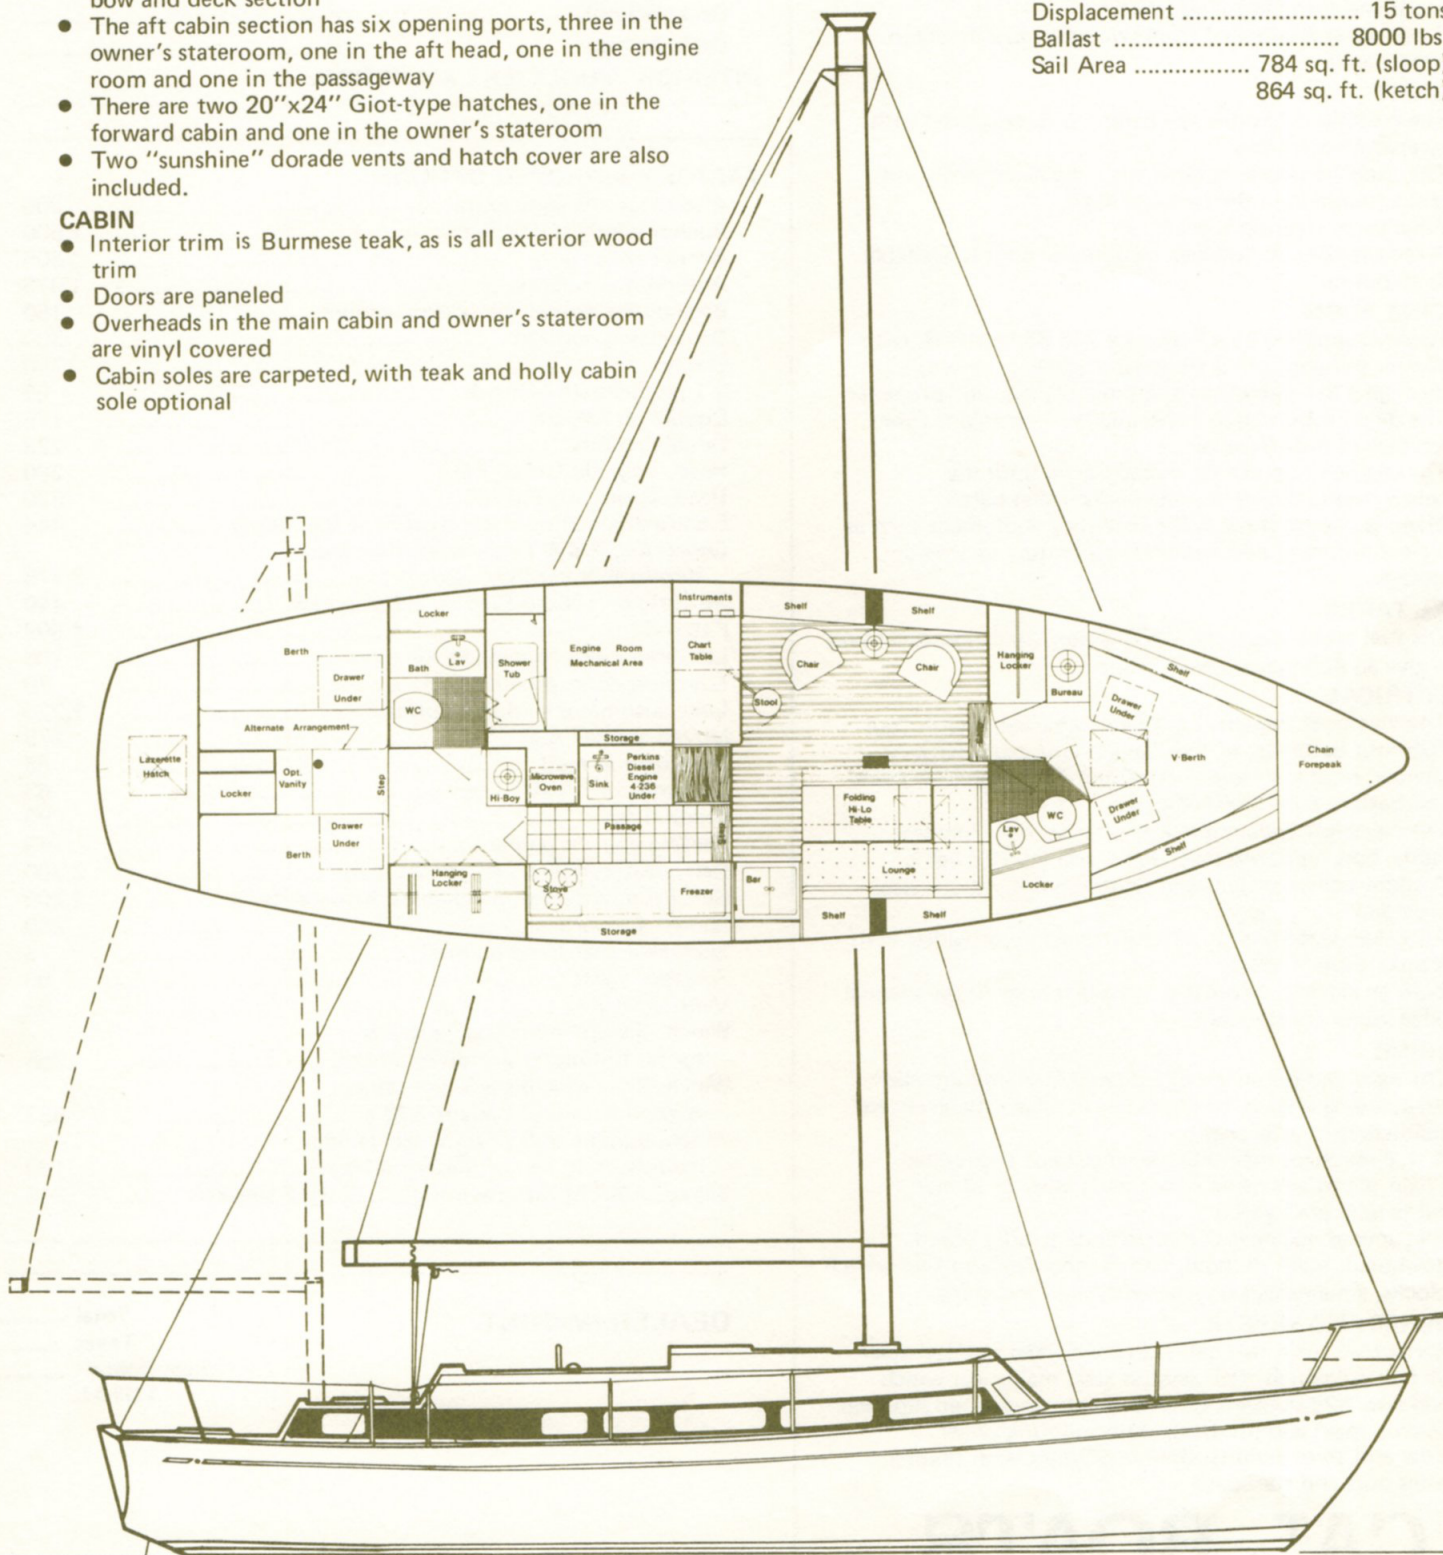 bow and deck section
● The aft cabin section has six opening ports, three in the
owner's stateroom, one in the aft head, one in the engine
room and one in the passageway
● There are two 20"x24" Giot-type hatches, one in the
forward cabin and one in the owner's stateroom
● Two "sunshine" dorade vents and hatch cover are also
included.
CABIN
● Interior trim is Burmese teak, as is all exterior wood
trim
● Doors are paneled
● Overheads in the main cabin and owner's stateroom
are vinyl covered
● Cabin soles are carpeted, with teak and holly cabin
sole optional
Displacement ......................... 15 tons
Ballast ................................ 8000 lbs
Sail Area ................ 784 sq. ft. (sloop)
864 sq. ft. (ketch)
Lazarette
Hatch
Berth
Drawer
Under
Alternate Arrangement
Locker
Opt.
Vanity
Step
Berth
Drawer
Under
Locker
Bath
Lav
WC
Shower
Tub
Engine Room
Mechanical Area
Hi-Boy
Microwave
Oven
Storage
Sink
Perkins
Diesel
Engine
4-236
Under
Passage
Step
Hanging
Locker
Stove
Freezer
Storage
Instruments
Chart
Table
Stool
Shelf
Shelf
Chair
Chair
Folding
Hi-Lo
Table
Lounge
Bar
Shelf
Shelf
Hanging
Locker
Bureau
Step
Lav
WC
Locker
Shelf
Drawer
Under
V-Berth
Drawer
Under
Shelf
Chain
Forepeak